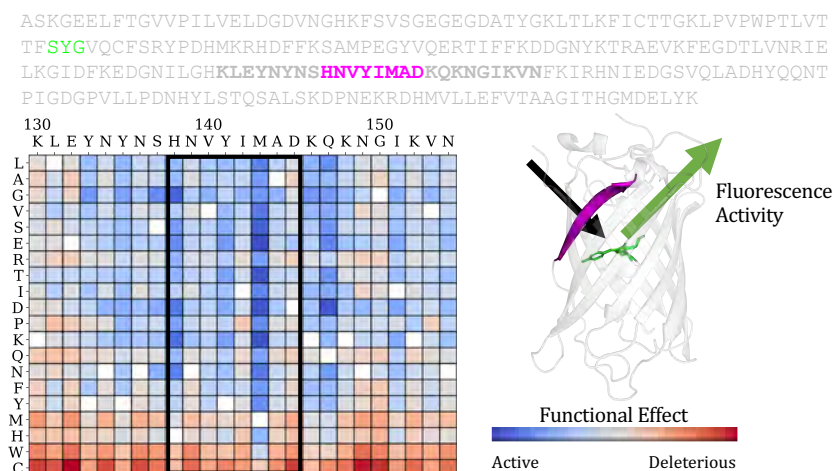 ASKGEELFTGVVPILVELDGDVNGHKFSVSGEGEGDATYGKLTLKFICTTGKLPVPWPTLVT
TFSYGVQCFSRYPDHMKRHDFFKSAMPEGYVQERTIFFKDDGNYKTRAEVKFEGDTLVNRIE
LKGIDFKEDGNILGHKLEYNYNSHNVYIMADKQKNGIKVNFKIRHNIEDGSVQLADHYQQNT
PIGDGPVLLPDNHYLSTQSALSKDPNEKRDHMVLLEFVTAAGITHGMDELYK
130 140 150
K L E Y N Y N S H N V Y I M A D K Q K N G I K V N
L
A
G
V
S
E
R
T
I
D
P
K
Q
N
F
Y
M
H
W
C
Fluorescence
Activity
Functional Effect
Active Deleterious